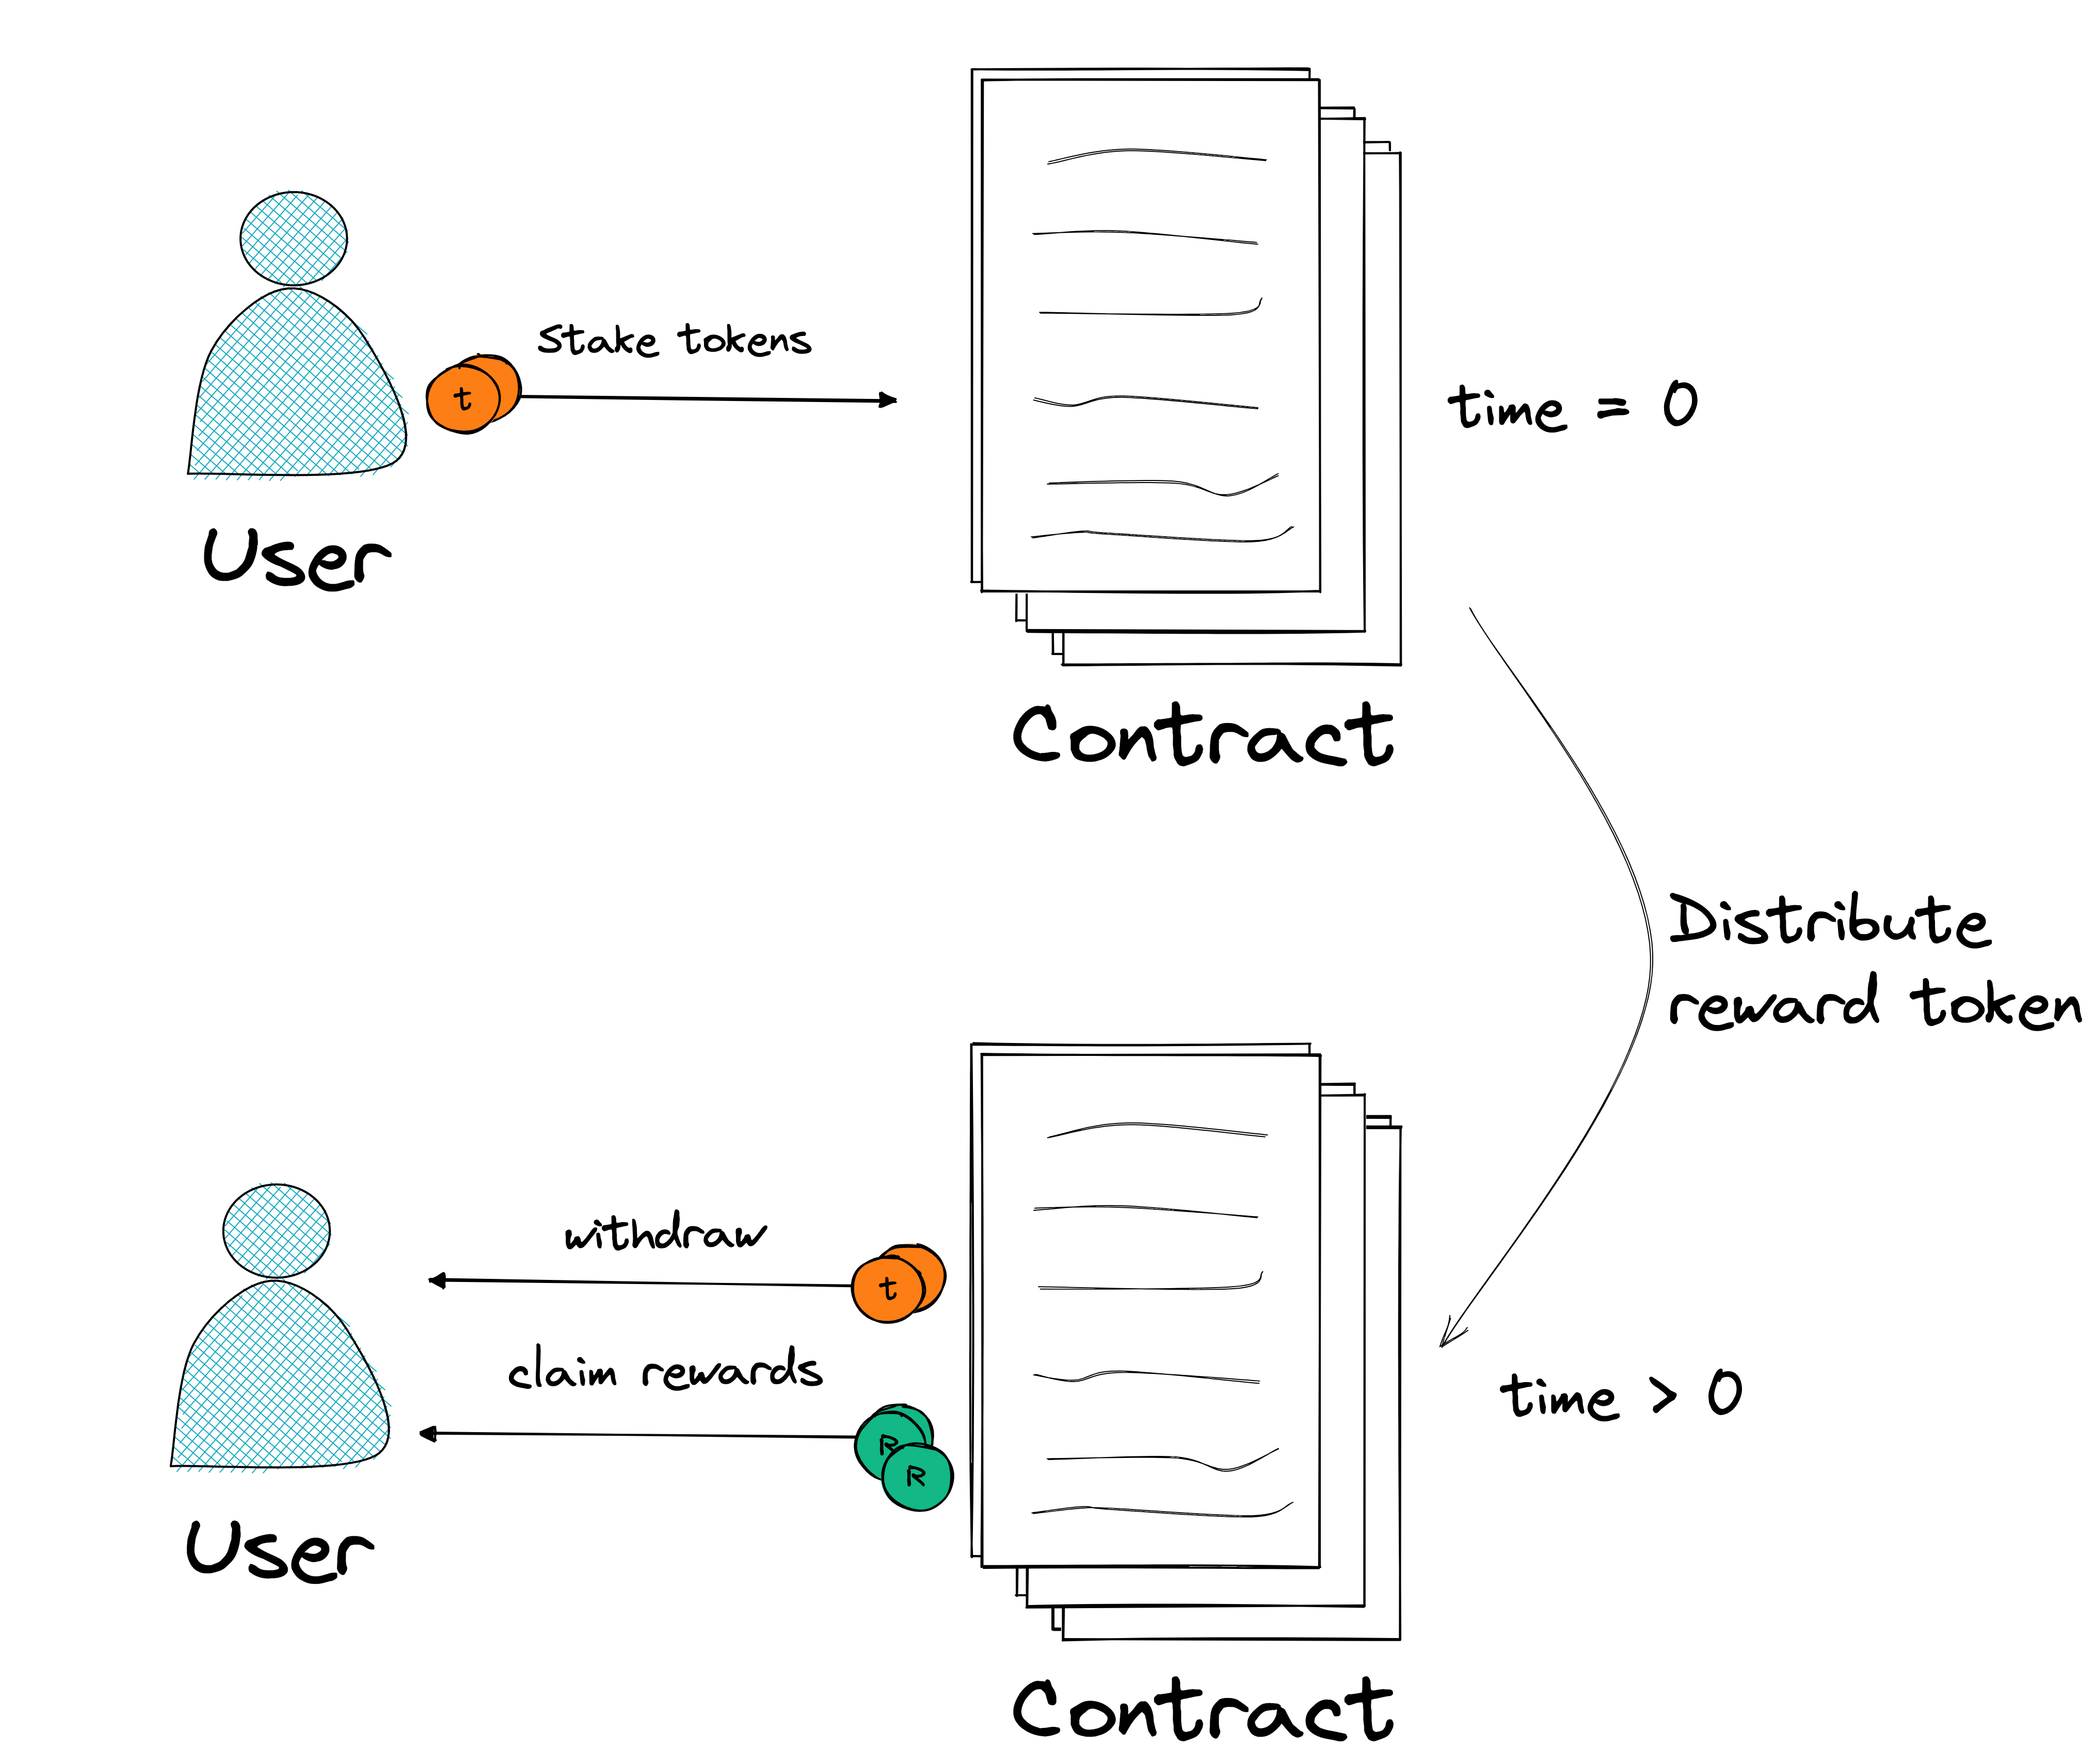 Stake tokens
t
time = 0
User
Contract
Distribute
reward token
withdraw
t
claim rewards
R
R
time > 0
User
Contract